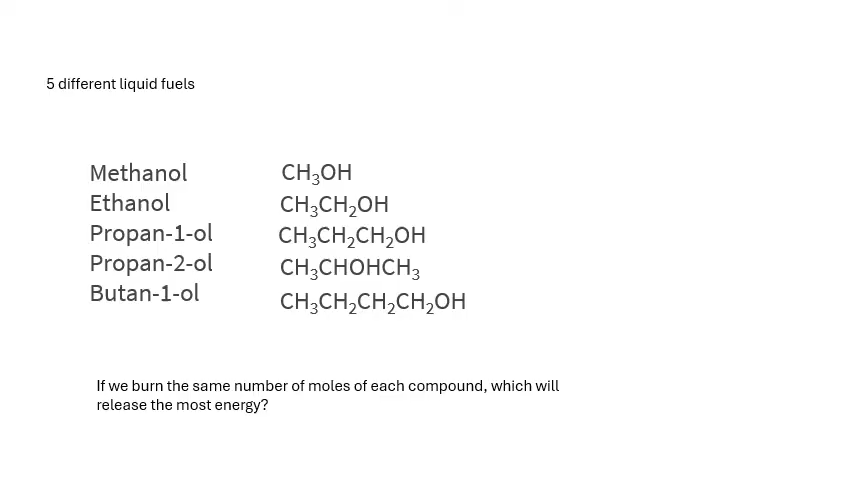 5 different liquid fuels
Methanol CH₃OH
Ethanol CH₃CH₂OH
Propan-1-ol CH₃CH₂CH₂OH
Propan-2-ol CH₃CHOHCH₃
Butan-1-ol CH₃CH₂CH₂CH₂OH
If we burn the same number of moles of each compound, which will
release the most energy?